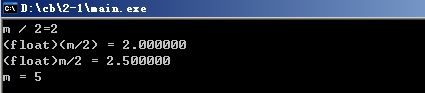 D:\cb\2-1\main.exe
m / 2=2
(float)(m/2) = 2.000000
(float)m/2 = 2.500000
m = 5